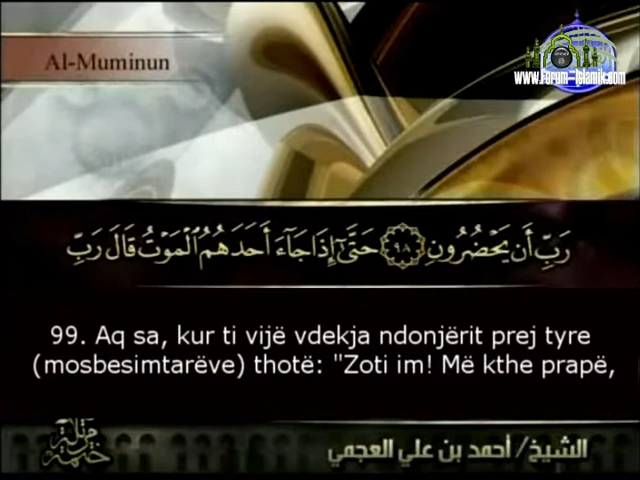 Al-Muminun
www.Forum-Islamik.com
رَبِّ أَن يَحْضُرُونِ ٩٨ حَتَّىٰٓ إِذَا جَآءَ أَحَدَهُمُ ٱلْمَوْتُ قَالَ رَبِّ
99. Aq sa, kur ti vijë vdekja ndonjërit prej tyre
(mosbesimtarëve) thotë: "Zoti im! Më kthe prapë,
الشيخ/أحمد بن علي العجمي